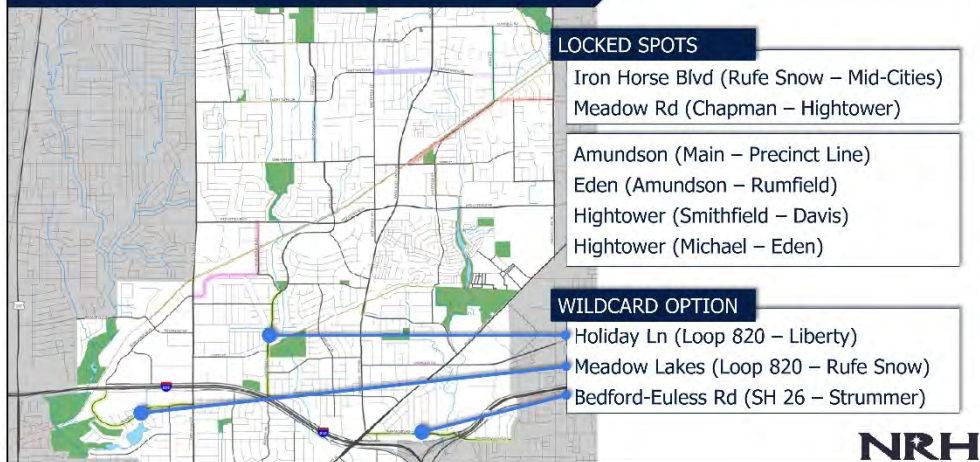 LOCKED SPOTS
Iron Horse Blvd (Rufe Snow – Mid-Cities)
Meadow Rd (Chapman – Hightower)
Amundson (Main – Precinct Line)
Eden (Amundson – Rumfield)
Hightower (Smithfield – Davis)
Hightower (Michael – Eden)
WILDCARD OPTION
Holiday Ln (Loop 820 – Liberty)
Meadow Lakes (Loop 820 – Rufe Snow)
Bedford-Euless Rd (SH 26 – Strummer)
NRH